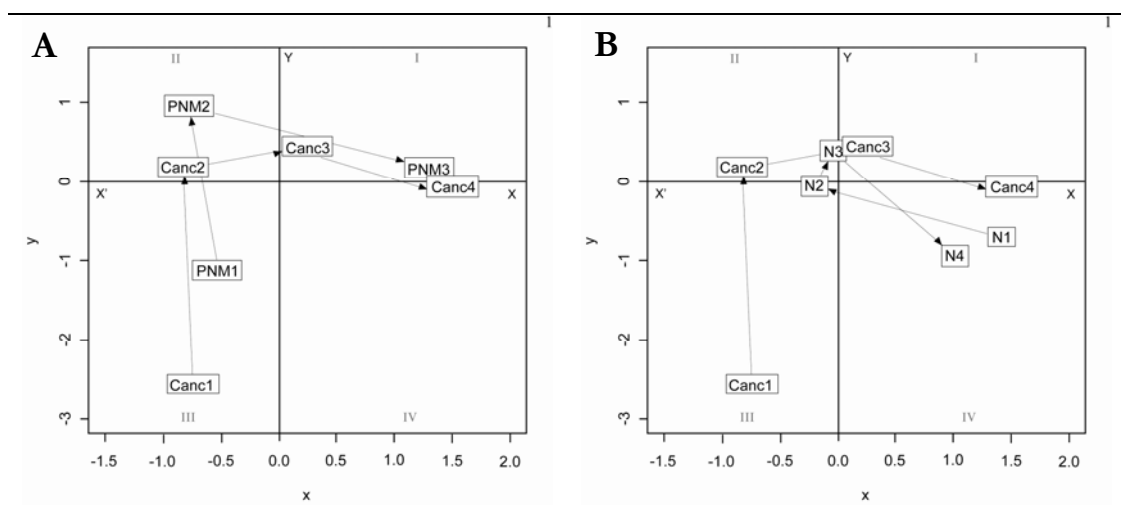 I I
A B
II Y I
PNM2
Canc3
Canc2
PNM3
Canc4
X' X
PNM1
Canc1
III IV
1
0
-1
-2
-3
y
-1.5 -1.0 -0.5 0.0 0.5 1.0 1.5 2.0
x
II Y I
N3 Canc3
Canc2
N2
Canc4
X' X
N1
N4
Canc1
III IV
1
0
-1
-2
-3
y
-1.5 -1.0 -0.5 0.0 0.5 1.0 1.5 2.0
x